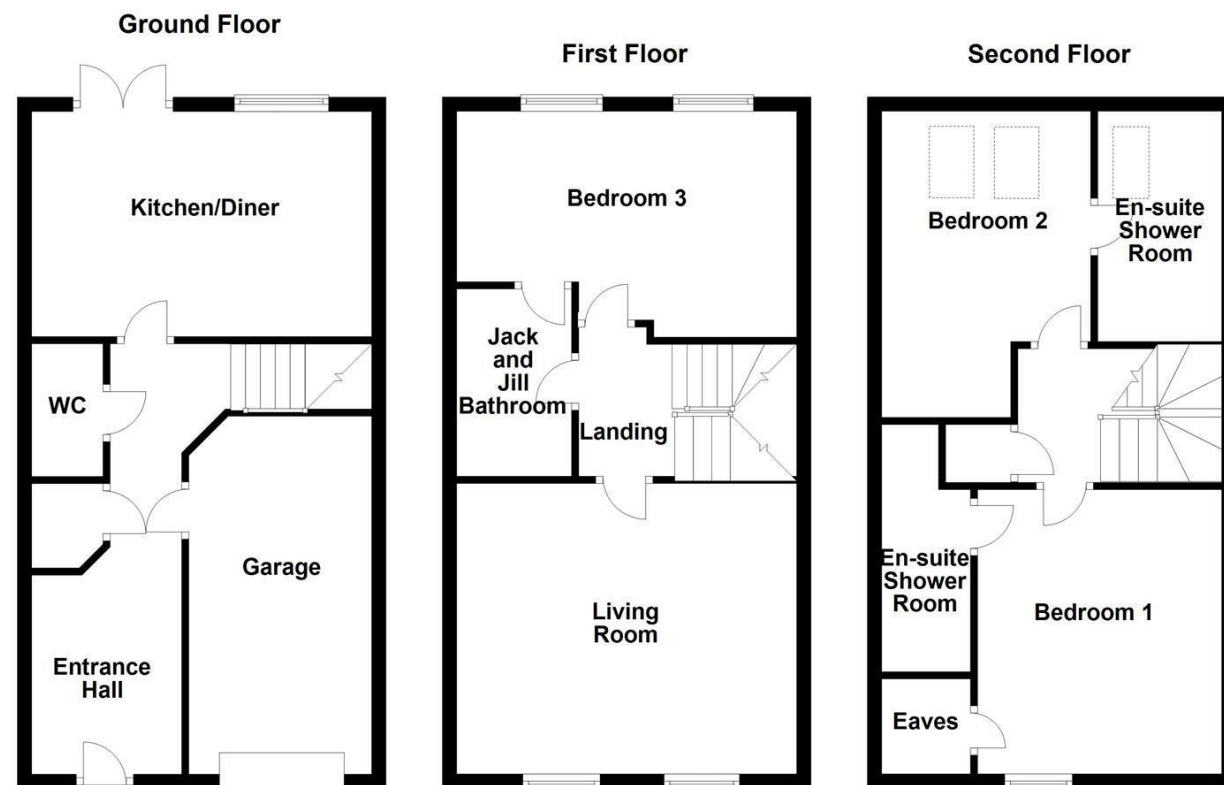 Ground Floor
Kitchen/Diner
WC
Garage
Entrance
Hall
First Floor
Bedroom 3
Jack
and
Jill
Bathroom
Landing
Living
Room
Second Floor
Bedroom 2
En-suite
Shower
Room
En-suite
Shower
Room
Bedroom 1
Eaves